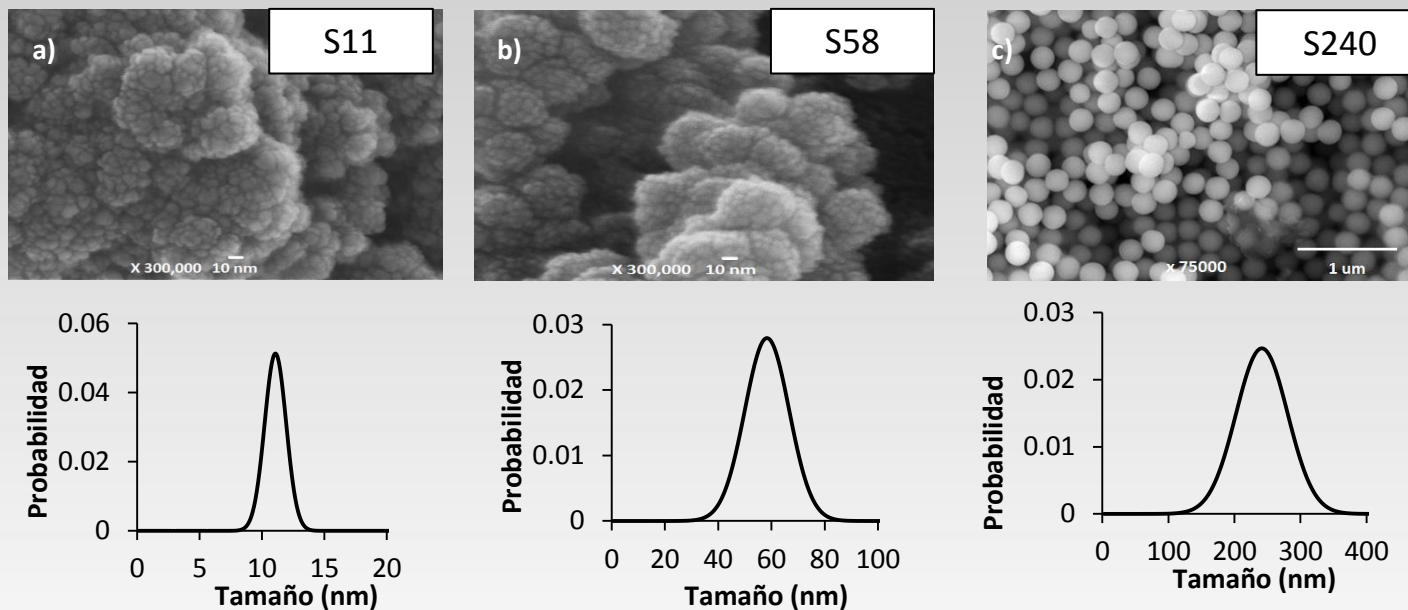 a)
S11
X 300,000 10 nm
b)
S58
X 300,000 10 nm
c)
S240
x 75000
1 um
Probabilidad
0.06
0.04
0.02
0
0 5 10 15 20
Tamaño (nm)
Probabilidad
0.03
0.02
0.01
0
0 20 40 60 80 100
Tamaño (nm)
Probabilidad
0.03
0.02
0.01
0
0 100 200 300 400
Tamaño (nm)